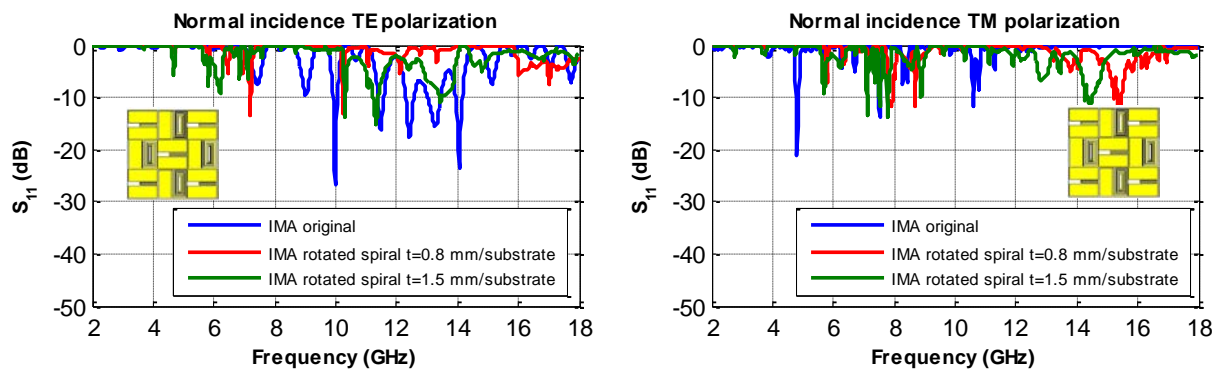 Normal incidence TE polarization
0
-10
-20
-30
-40
-50
S11 (dB)
IMA original
IMA rotated spiral t=0.8 mm/substrate
IMA rotated spiral t=1.5 mm/substrate
2 4 6 8 10 12 14 16 18
Frequency (GHz)
Normal incidence TM polarization
0
-10
-20
-30
-40
-50
S11 (dB)
IMA original
IMA rotated spiral t=0.8 mm/substrate
IMA rotated spiral t=1.5 mm/substrate
2 4 6 8 10 12 14 16 18
Frequency (GHz)